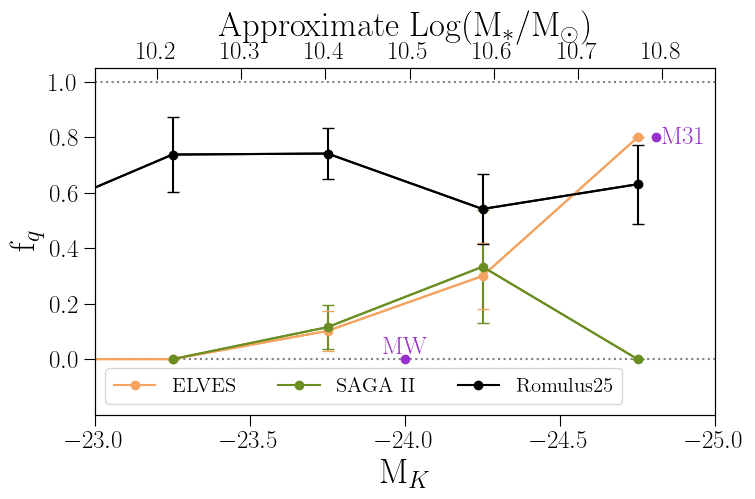 Approximate Log(M*/M☉)
10.2 10.3 10.4 10.5 10.6 10.7 10.8
1.0
0.8
0.6
0.4
0.2
0.0
f_q
M31
MW
ELVES SAGA II Romulus25
−23.0 −23.5 −24.0 −24.5 −25.0
M_K